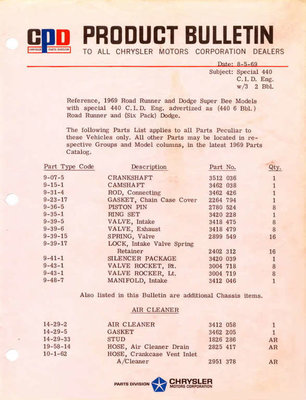 CPD
CHRYSLER
PARTS DIVISION
PRODUCT BULLETIN
TO ALL CHRYSLER MOTORS CORPORATION DEALERS
Date: 8-5-69
Subject: Special 440
C.I.D. Eng.
w/3 2 Bbl.
Reference, 1969 Road Runner and Dodge Super Bee Models
with special 440 C.I.D. Eng. advertized as (440 6 Bbl.)
Road Runner and (Six Pack) Dodge.
The following Parts List applies to all Parts Peculiar to
these Vehicles only. All other Parts may be located in re-
spective Groups and Model columns, in the latest 1969 Parts
Catalog.
Part Type Code Description Part No. Qty.
9-07-5 CRANKSHAFT 3512 036 1
9-15-1 CAMSHAFT 3462 038 1
9-31-4 ROD, Connecting 3462 426 1
9-23-17 GASKET, Chain Case Cover 2264 794 1
2-36-5 PISTON PIN 2780 524 8
9-35-1 RING SET 3420 228 1
9-39-5 VALVE, Intake 3418 475 8
9-39-6 VALVE, Exhaust 3418 479 8
9-39-15 SPRING, Valve 2899 549 16
9-39-17 LOCK, Intake Valve Spring
Retainer 2402 312 16
9-41-1 SILENCER PACKAGE 3420 039 1
9-43-1 VALVE ROCKET, Rt. 3004 718 8
9-43-1 VALVE ROCKER, Lt. 3004 719 8
9-48-7 MANIFOLD, Intake 3412 046 1
Also listed in this Bulletin are additional Chassis items.
AIR CLEANER
14-29-2 AIR CLEANER 3412 058 1
14-29-5 GASKET 3462 205 1
14-29-33 STUD 1826 286 AR
19-58-14 HOSE, Air Cleaner Drain 2825 417 AR
10-1-62 HOSE, Crankcase Vent Inlet
A/Cleaner 2951 378 AR
PARTS DIVISION CHRYSLER
MOTORS CORPORATION